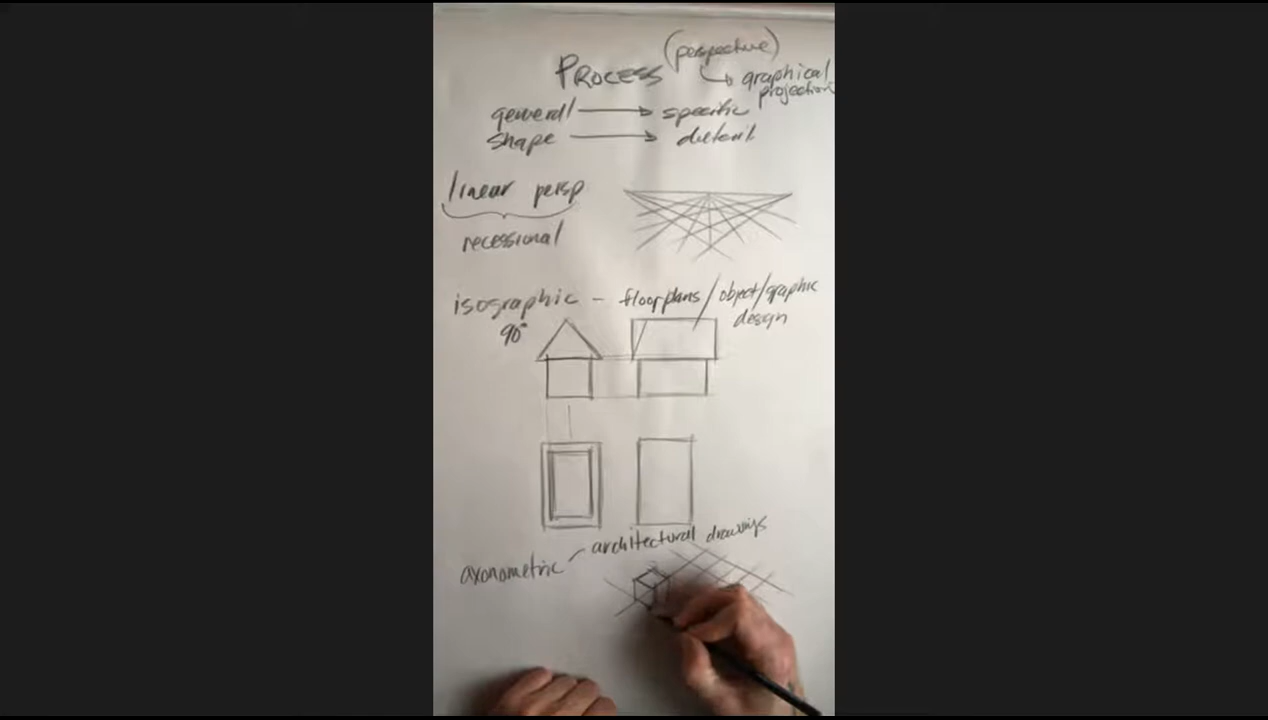 (perspective)
PROCESS
graphical
projection
general → specific
shape → detail
linear persp
recessional
isographic - floorplans / object/graphic
design
90°
architectural drawings
axonometric